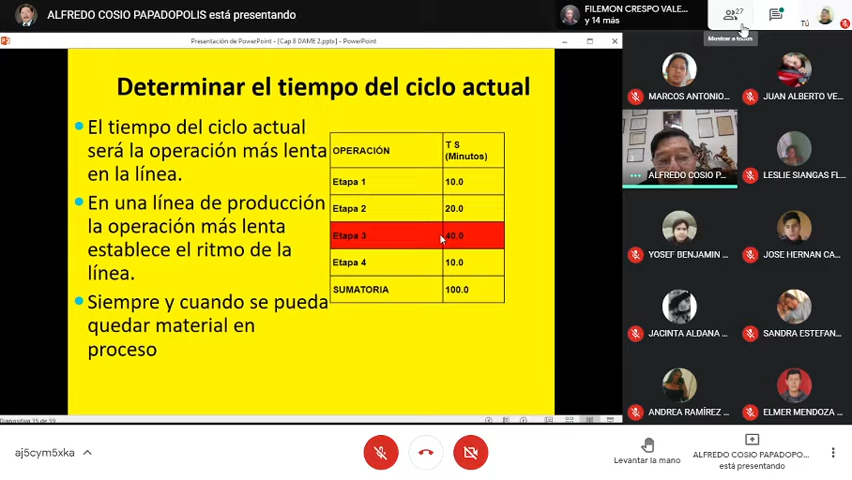 ALFREDO COSIO PAPADOPOLIS está presentando
FILEMON CRESPO VALE...
y 14 más
27
Mostrar a todos
Tú
Presentación de PowerPoint - [Cap 8 DAME 2.pptx] - PowerPoint
Determinar el tiempo del ciclo actual
El tiempo del ciclo actual
será la operación más lenta
en la línea.
En una línea de producción
la operación más lenta
establece el ritmo de la
línea.
Siempre y cuando se pueda
quedar material en
proceso
OPERACIÓN
T S
(Minutos)
Etapa 1 10.0
Etapa 2 20.0
Etapa 3 40.0
Etapa 4 10.0
SUMATORIA 100.0
MARCOS ANTONIO...
JUAN ALBERTO VE...
ALFREDO COSIO P...
LESLIE SIANGAS FL...
YOSEF BENJAMIN ...
JOSE HERNAN CA...
JACINTA ALDANA ...
SANDRA ESTEFAN...
ANDREA RAMÍREZ ...
ELMER MENDOZA ...
Diapositiva 35 de 39
aj5cym5xka
Levantar la mano
ALFREDO COSIO PAPADOPO...
está presentando